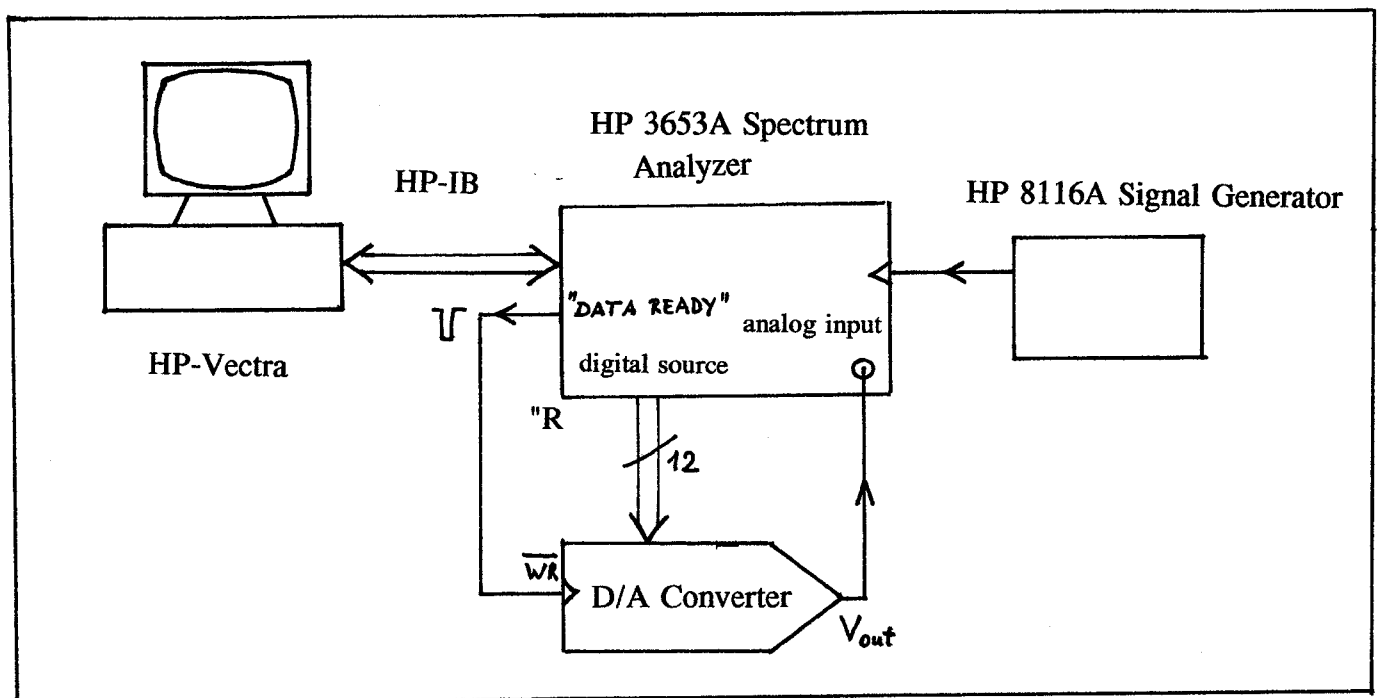 HP 3653A Spectrum
Analyzer
HP-IB
HP 8116A Signal Generator
"DATA READY"
analog input
HP-Vectra
digital source
"R
12
W̅R̅
D/A Converter
Vout